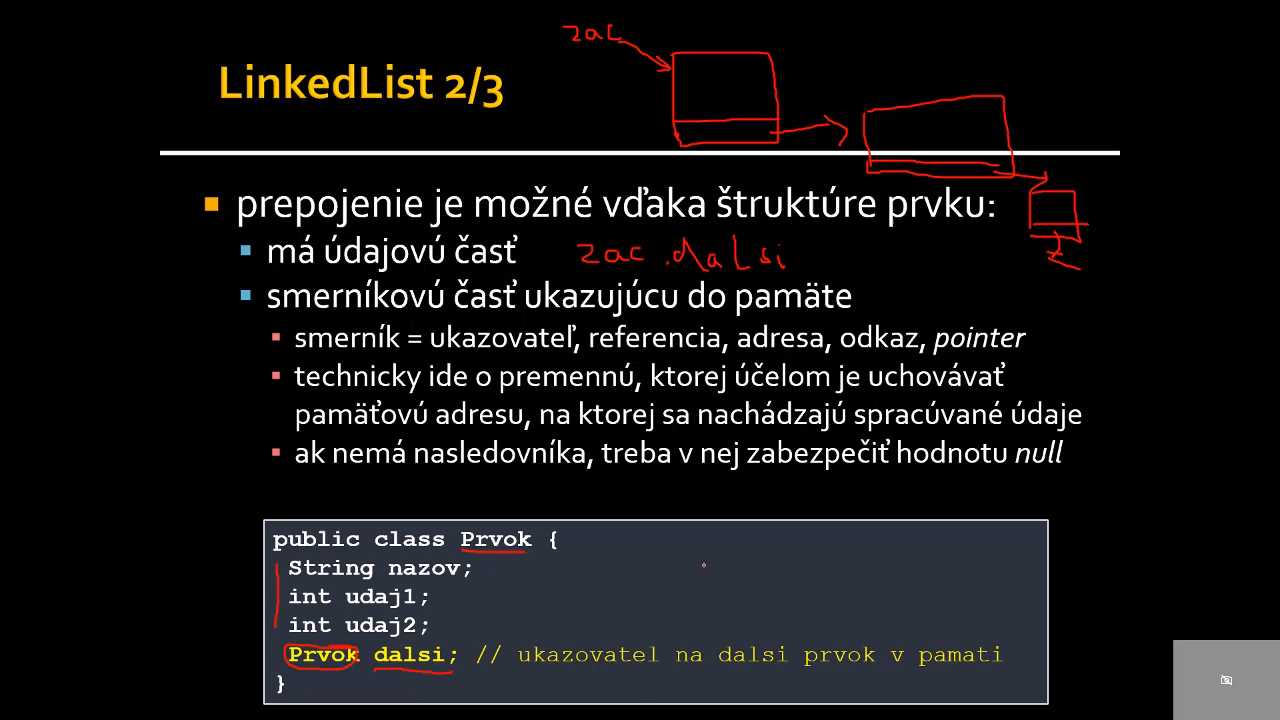 zac
LinkedList 2/3
prepojenie je možné vďaka štruktúre prvku:
má údajovú časť
zac.dalsi
smerníkovú časť ukazujúcu do pamäte
smerník = ukazovateľ, referencia, adresa, odkaz, pointer
technicky ide o premennú, ktorej účelom je uchovávať
pamäťovú adresu, na ktorej sa nachádzajú spracúvané údaje
ak nemá nasledovníka, treba v nej zabezpečiť hodnotu null
public class Prvok {
String nazov;
int udaj1;
int udaj2;
Prvok dalsi; // ukazovatel na dalsi prvok v pamati
}